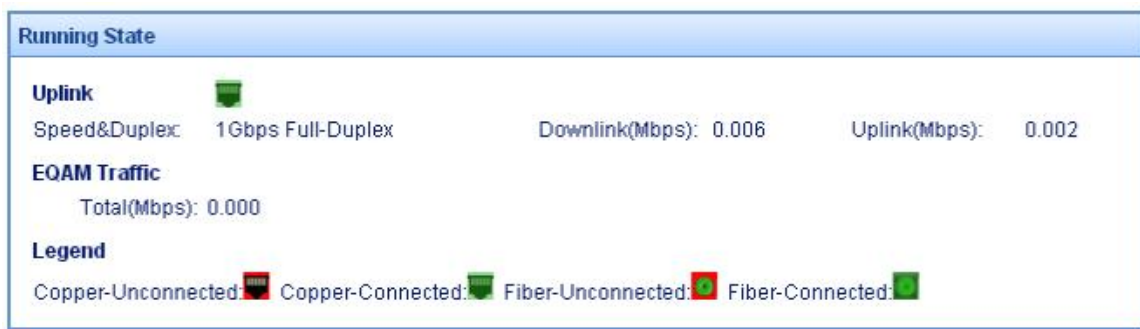 Running State
Uplink
Speed&Duplex: 1Gbps Full-Duplex Downlink(Mbps): 0.006 Uplink(Mbps): 0.002
EQAM Traffic
Total(Mbps): 0.000
Legend
Copper-Unconnected: Copper-Connected: Fiber-Unconnected: Fiber-Connected: